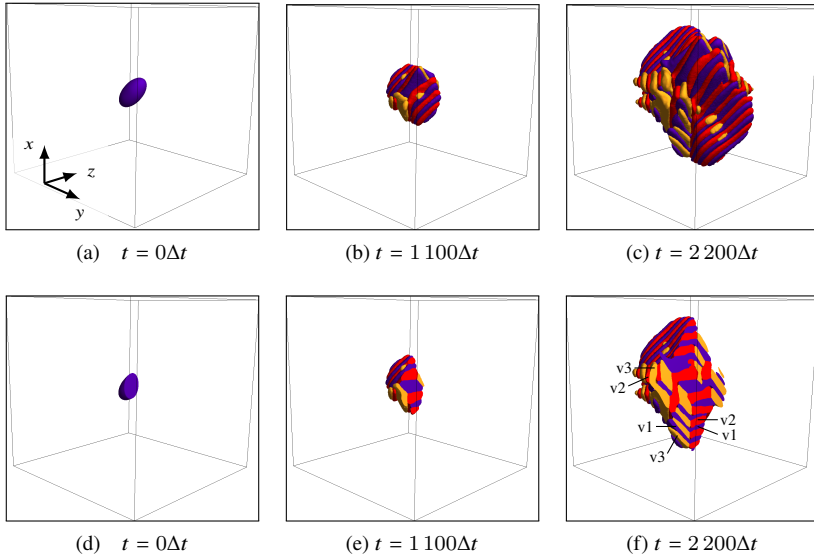 x
z
y
(a) t = 0Δt
(b) t = 1 100Δt
(c) t = 2 200Δt
v3
v2
v1
v3
v2
v1
(d) t = 0Δt
(e) t = 1 100Δt
(f) t = 2 200Δt